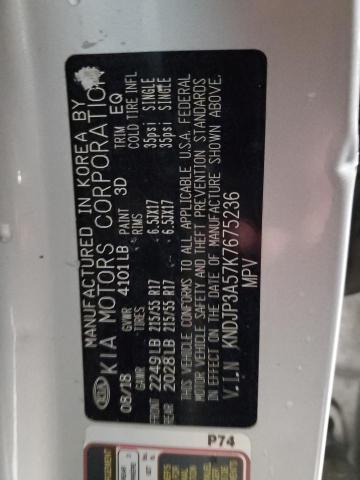 KIA
MANUFACTURED IN KOREA BY
KIA MOTORS CORPORATION
08/18 GVWR 4101LB PAINT 3D TRIM EQ
GAWR TIRES RIMS COLD TIRE INFL
FRONT 2249LB 215/55 R17 6.5JX17 35psi SINGLE
REAR 2028LB 215/55 R17 6.5JX17 35psi SINGLE
THIS VEHICLE CONFORMS TO ALL APPLICABLE U.S.A. FEDERAL
MOTOR VEHICLE SAFETY AND THEFT PREVENTION STANDARDS
IN EFFECT ON THE DATE OF MANUFACTURE SHOWN ABOVE.
V.I.N KNDJP3A57K7675236
MPV
P74